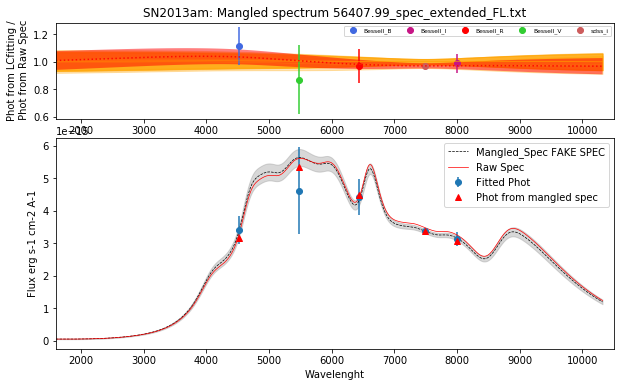 SN2013am: Mangled spectrum 56407.99_spec_extended_FL.txt
Phot from LCfitting /
Phot from Raw Spec
1.2
1.0
0.8
0.6
Bessell_B
Bessell_I
Bessell_R
Bessell_V
sdss_i
2000 3000 4000 5000 6000 7000 8000 9000 10000
Flux erg s-1 cm-2 A-1
6
5
4
3
2
1
0
Mangled_Spec FAKE SPEC
Raw Spec
Fitted Phot
Phot from mangled spec
2000 3000 4000 5000 6000 7000 8000 9000 10000
Wavelenght